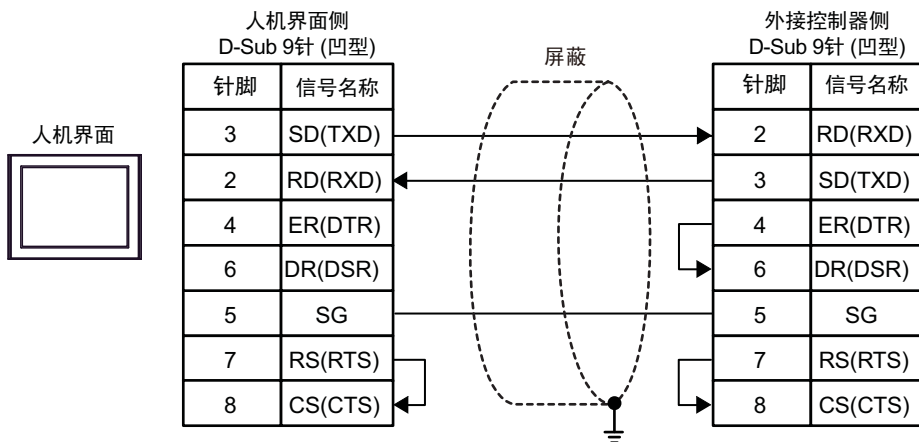 人机界面侧
D-Sub 9针 (凹型)
外接控制器侧
D-Sub 9针 (凹型)
屏蔽
人机界面
针脚 信号名称
3 SD(TXD)
2 RD(RXD)
4 ER(DTR)
6 DR(DSR)
5 SG
7 RS(RTS)
8 CS(CTS)
针脚 信号名称
2 RD(RXD)
3 SD(TXD)
4 ER(DTR)
6 DR(DSR)
5 SG
7 RS(RTS)
8 CS(CTS)